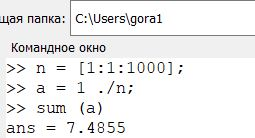 щая папка: C:\Users\gora1
Командное окно
>> n = [1:1:1000];
>> a = 1 ./n;
>> sum (a)
ans = 7.4855